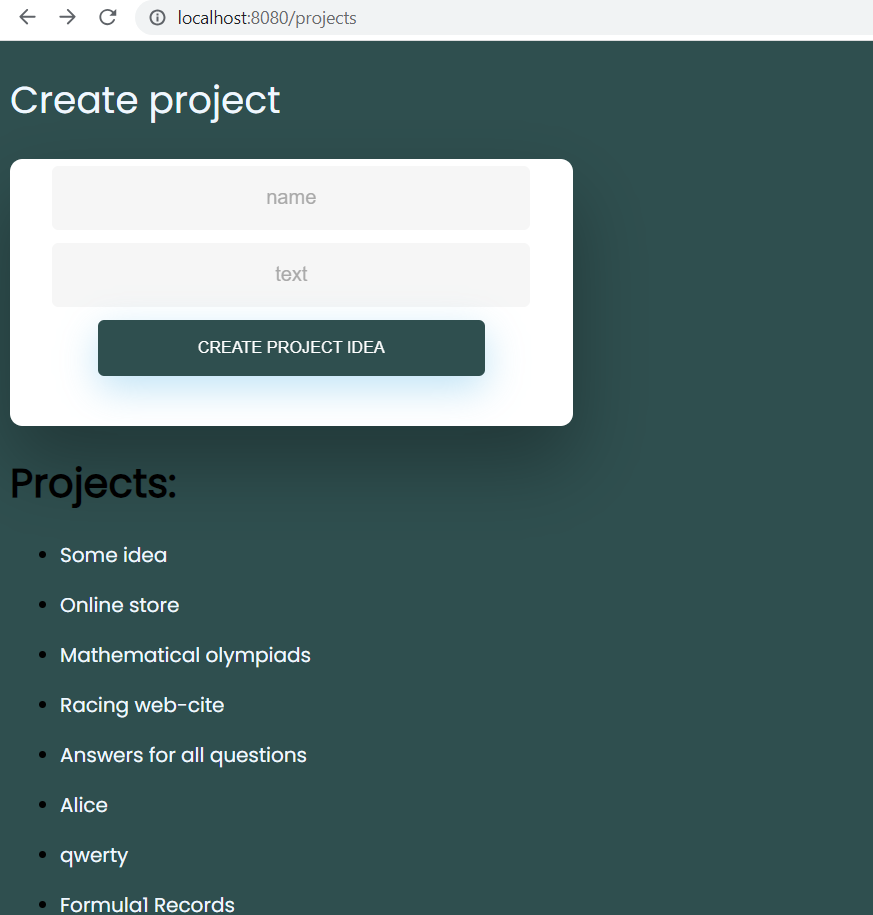 localhost:8080/projects
Create project
name
text
CREATE PROJECT IDEA
Projects:
Some idea
Online store
Mathematical olympiads
Racing web-cite
Answers for all questions
Alice
qwerty
Formula1 Records